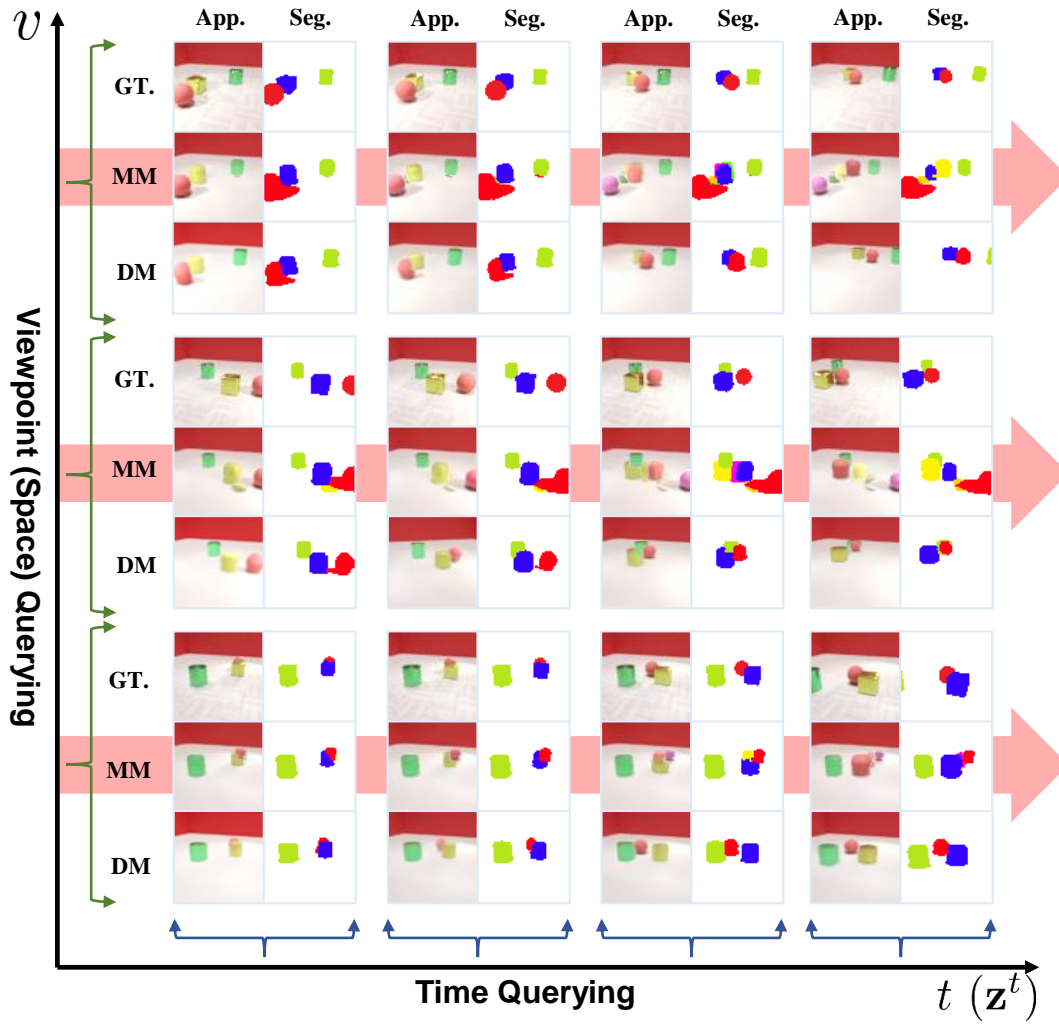 υ
App. Seg. App. Seg. App. Seg. App. Seg.
GT.
MM
DM
GT.
MM
DM
GT.
MM
DM
Viewpoint (Space) Querying
Time Querying
t (z^t)